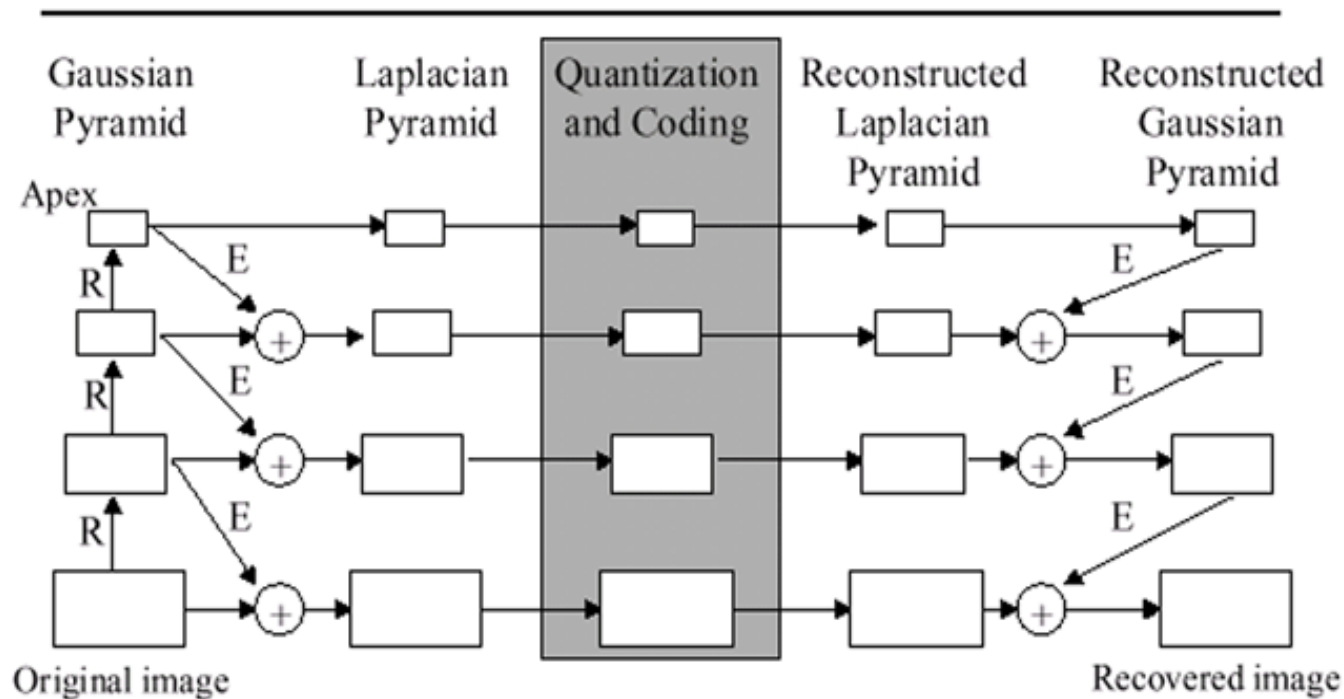 Gaussian
Pyramid
Laplacian
Pyramid
Quantization
and Coding
Reconstructed
Laplacian
Pyramid
Reconstructed
Gaussian
Pyramid
Apex
E
E
R
+
+
R
E
E
+
+
R
E
E
+
+
Original image
Recovered image